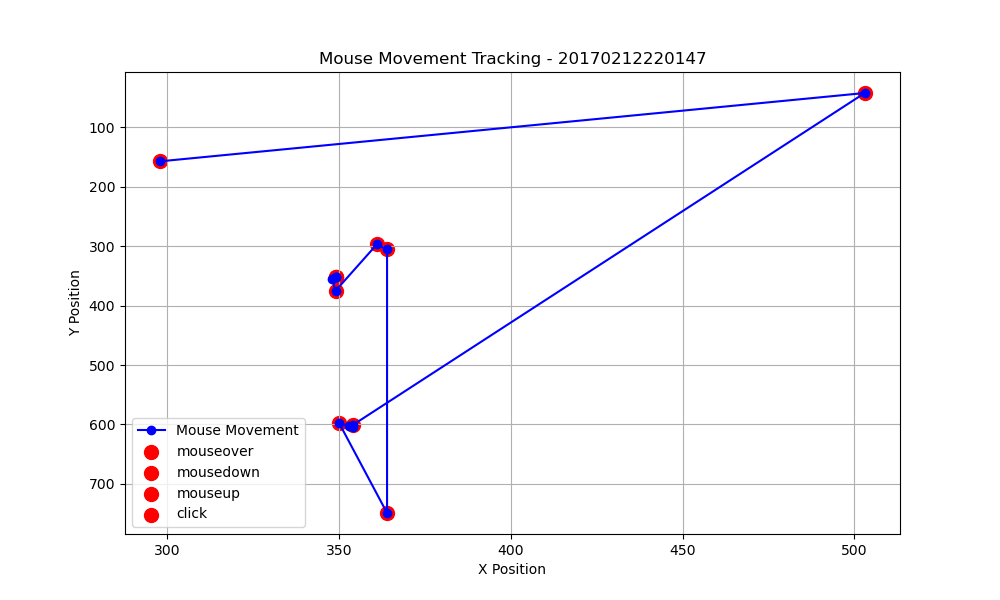 Mouse Movement Tracking - 20170212220147
Y Position
100
200
300
400
500
600
700
Mouse Movement
mouseover
mousedown
mouseup
click
300
350
400
450
500
X Position